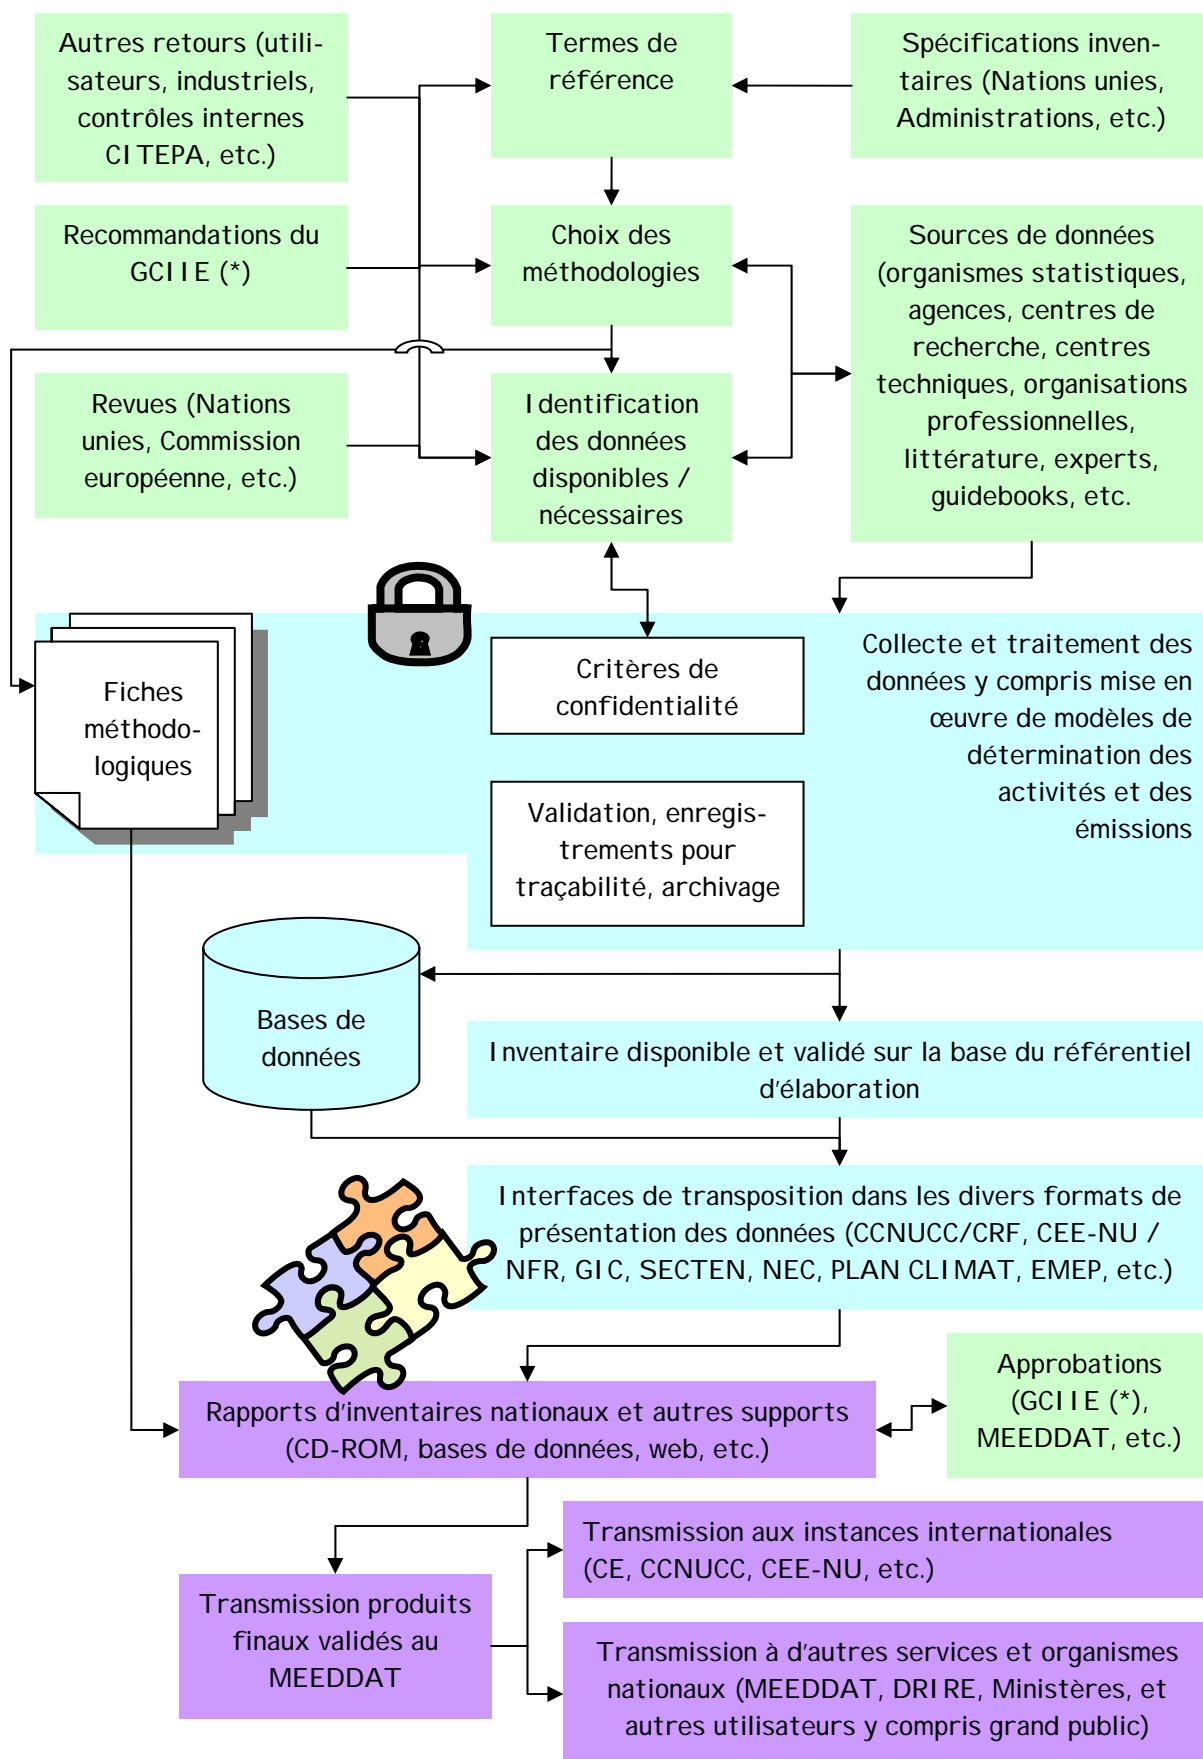 Autres retours (utili-
sateurs, industriels,
contrôles internes
CITEPA, etc.)
Termes de
référence
Spécifications inven-
taires (Nations unies,
Administrations, etc.)
Recommandations du
GCIIE (*)
Choix des
méthodologies
Sources de données
(organismes statistiques,
agences, centres de
recherche, centres
techniques, organisations
professionnelles,
littérature, experts,
guidebooks, etc.
Revues (Nations
unies, Commission
européenne, etc.)
Identification
des données
disponibles /
nécessaires
Fiches
méthodo-
logiques
Critères de
confidentialité
Collecte et traitement des
données y compris mise en
œuvre de modèles de
détermination des
activités et des
émissions
Validation, enregis-
trements pour
traçabilité, archivage
Bases de
données
Inventaire disponible et validé sur la base du référentiel
d'élaboration
Interfaces de transposition dans les divers formats de
présentation des données (CCNUCC/CRF, CEE-NU /
NFR, GIC, SECTEN, NEC, PLAN CLIMAT, EMEP, etc.)
Rapports d'inventaires nationaux et autres supports
(CD-ROM, bases de données, web, etc.)
Approbations
(GCIIE (*),
MEEDDAT, etc.)
Transmission produits
finaux validés au
MEEDDAT
Transmission aux instances internationales
(CE, CCNUCC, CEE-NU, etc.)
Transmission à d'autres services et organismes
nationaux (MEEDDAT, DRIRE, Ministères, et
autres utilisateurs y compris grand public)